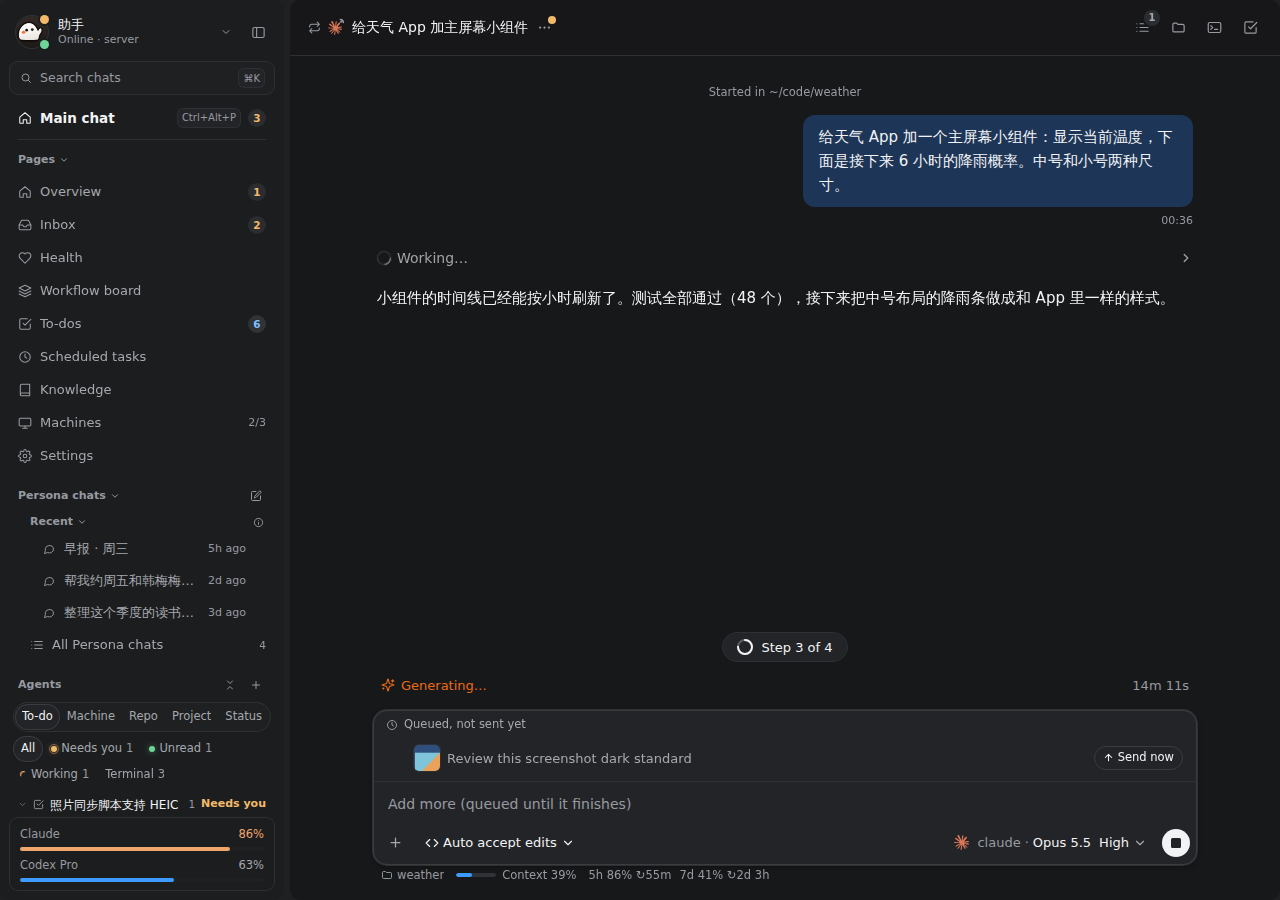 助手
Online · server
Search chats
⌘K
Main chat
Ctrl+Alt+P
3
Pages
Overview
1
Inbox
2
Health
Workflow board
To-dos
6
Scheduled tasks
Knowledge
Machines
2/3
Settings
Persona chats
Recent
早报 · 周三
5h ago
帮我约周五和韩梅梅…
2d ago
整理这个季度的读书…
3d ago
All Persona chats
4
Agents
To-do Machine Repo Project Status
All Needs you 1 Unread 1
Working 1 Terminal 3
照片同步脚本支持 HEIC 1 Needs you
Claude 86%
Codex Pro 63%
给天气 App 加主屏幕小组件 ···
1
Started in ~/code/weather
给天气 App 加一个主屏幕小组件：显示当前温度，下
面是接下来 6 小时的降雨概率。中号和小号两种尺
寸。
00:36
Working…
小组件的时间线已经能按小时刷新了。测试全部通过（48 个），接下来把中号布局的降雨条做成和 App 里一样的样式。
Step 3 of 4
Generating…
14m 11s
Queued, not sent yet
Review this screenshot dark standard
Send now
Add more (queued until it finishes)
Auto accept edits
claude · Opus 5.5 High
weather Context 39% 5h 86% ↻55m 7d 41% ↻2d 3h